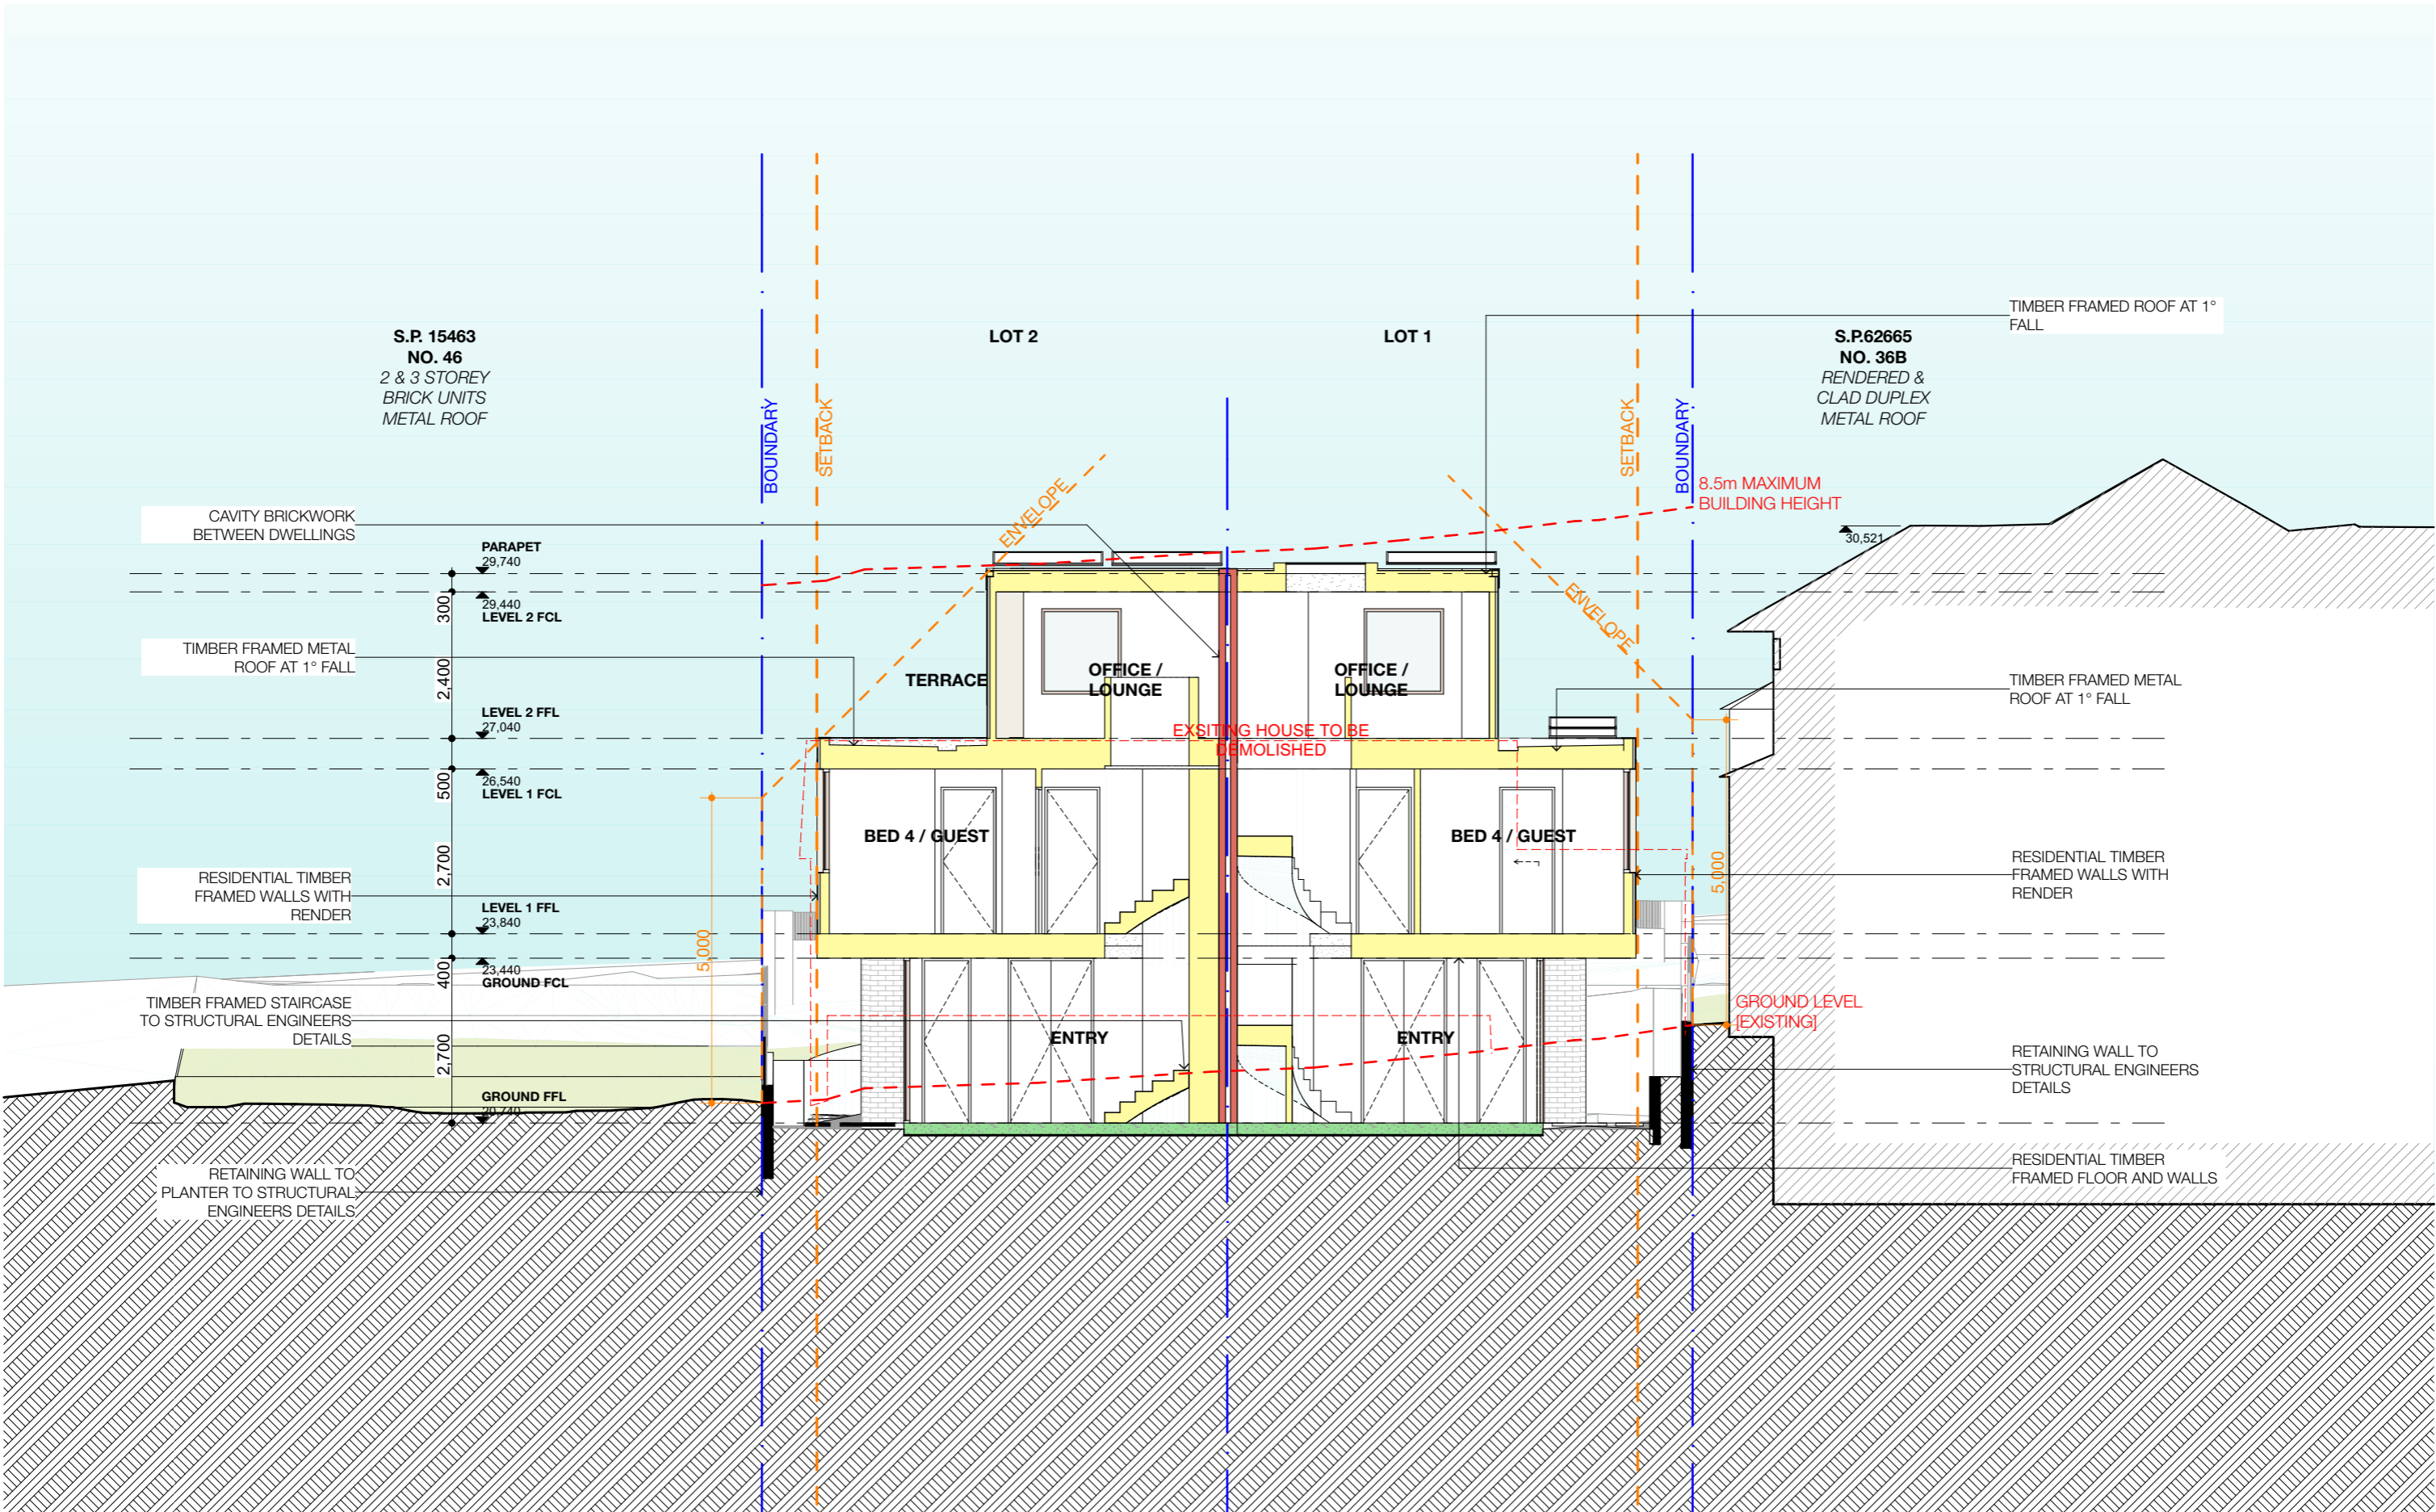 S.P. 15463
NO. 46
2 & 3 STOREY
BRICK UNITS
METAL ROOF
LOT 2
LOT 1
S.P.62665
NO. 36B
RENDERED &
CLAD DUPLEX
METAL ROOF
TIMBER FRAMED ROOF AT 1°
FALL
BOUNDARY
SETBACK
SETBACK
BOUNDARY
ENVELOPE
ENVELOPE
8.5m MAXIMUM
BUILDING HEIGHT
30,521
CAVITY BRICKWORK
BETWEEN DWELLINGS
PARAPET
29,740
300
29,440
LEVEL 2 FCL
TIMBER FRAMED METAL
ROOF AT 1° FALL
2,400
TERRACE
OFFICE /
LOUNGE
OFFICE /
LOUNGE
TIMBER FRAMED METAL
ROOF AT 1° FALL
LEVEL 2 FFL
27,040
EXSITING HOUSE TO BE
DEMOLISHED
500
26,540
LEVEL 1 FCL
BED 4 / GUEST
BED 4 / GUEST
2,700
5,000
RESIDENTIAL TIMBER
FRAMED WALLS WITH
RENDER
RESIDENTIAL TIMBER
FRAMED WALLS WITH
RENDER
LEVEL 1 FFL
23,840
5,000
400
23,440
GROUND FCL
TIMBER FRAMED STAIRCASE
TO STRUCTURAL ENGINEERS
DETAILS
GROUND LEVEL
[EXISTING]
2,700
ENTRY
ENTRY
RETAINING WALL TO
STRUCTURAL ENGINEERS
DETAILS
GROUND FFL
20,740
RETAINING WALL TO
PLANTER TO STRUCTURAL
ENGINEERS DETAILS
RESIDENTIAL TIMBER
FRAMED FLOOR AND WALLS